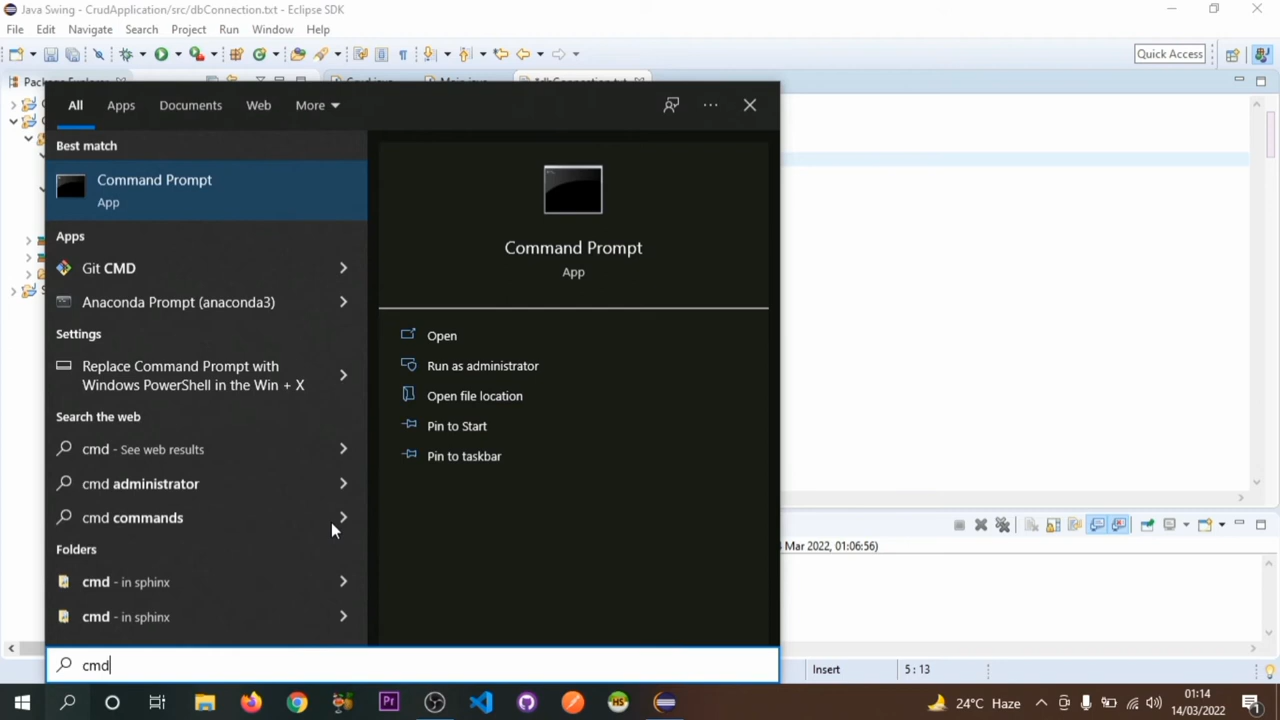 Java Swing - CrudApplication/src/dbConnection.txt - Eclipse SDK
File Edit Navigate Search Project Run Window Help
Quick Access
All Apps Documents Web More
Best match
Command Prompt
App
Apps
Git CMD
Anaconda Prompt (anaconda3)
Settings
Replace Command Prompt with
Windows PowerShell in the Win + X
Search the web
cmd - See web results
cmd administrator
cmd commands
Folders
cmd - in sphinx
cmd - in sphinx
cmd
Command Prompt
App
Open
Run as administrator
Open file location
Pin to Start
Pin to taskbar
Mar 2022, 01:06:56)
Insert
5 : 13
Pr
HS
24°C Haze
01:14
14/03/2022
1